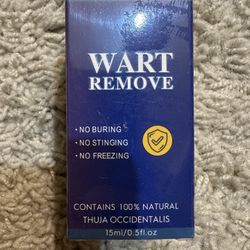 WART
REMOVE
• NO BURING
• NO STINGING
• NO FREEZING
CONTAINS 100% NATURAL
THUJA OCCIDENTALIS
15ml/0.5fl.oz